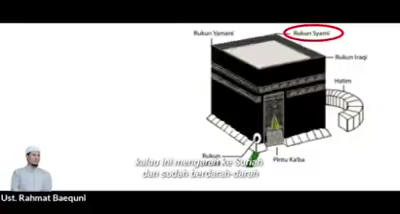 Rukun Yamani
Rukun Syami
Rukun Iraqi
Hatim
Rukun
Pintu Ka'ba
kalau ini mengarah ke Suriah
dan sudah berdarah-darah
Ust. Rahmat Baequni